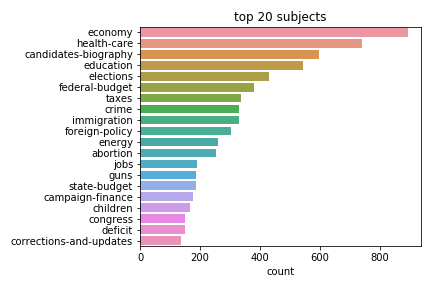 top 20 subjects
economy
health-care
candidates-biography
education
elections
federal-budget
taxes
crime
immigration
foreign-policy
energy
abortion
jobs
guns
state-budget
campaign-finance
children
congress
deficit
corrections-and-updates
0 200 400 600 800
count